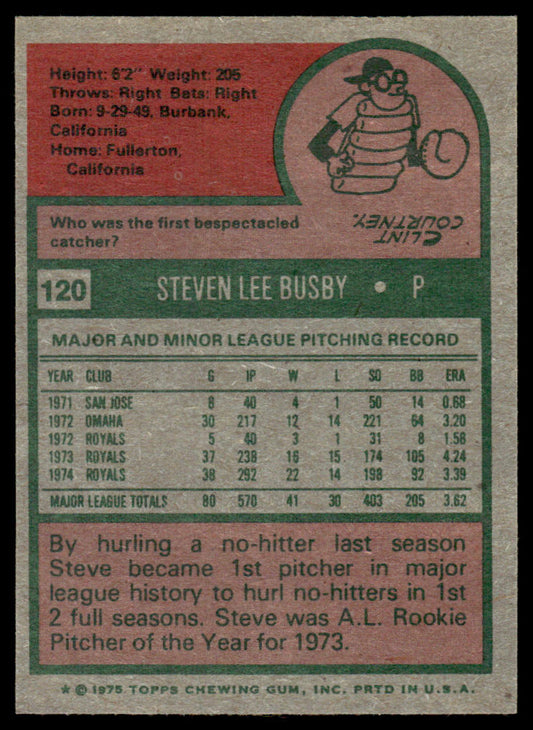 Height: 6'2" Weight: 205
Throws: Right Bats: Right
Born: 9-29-49, Burbank,
California
Home: Fullerton,
California
Who was the first bespectacled
catcher?
CLINT
COURTNEY.
120 STEVEN LEE BUSBY • P
MAJOR AND MINOR LEAGUE PITCHING RECORD
YEAR CLUB G IP W L SO BB ERA
1971 SAN JOSE 8 40 4 1 50 14 0.68
1972 OMAHA 30 217 12 14 221 64 3.20
1972 ROYALS 5 40 3 1 31 8 1.58
1973 ROYALS 37 238 16 15 174 105 4.24
1974 ROYALS 38 292 22 14 198 92 3.39
MAJOR LEAGUE TOTALS 80 570 41 30 403 205 3.62
By hurling a no-hitter last season
Steve became 1st pitcher in major
league history to hurl no-hitters in 1st
2 full seasons. Steve was A.L. Rookie
Pitcher of the Year for 1973.
★ © 1975 TOPPS CHEWING GUM, INC. PRTD IN U.S.A.